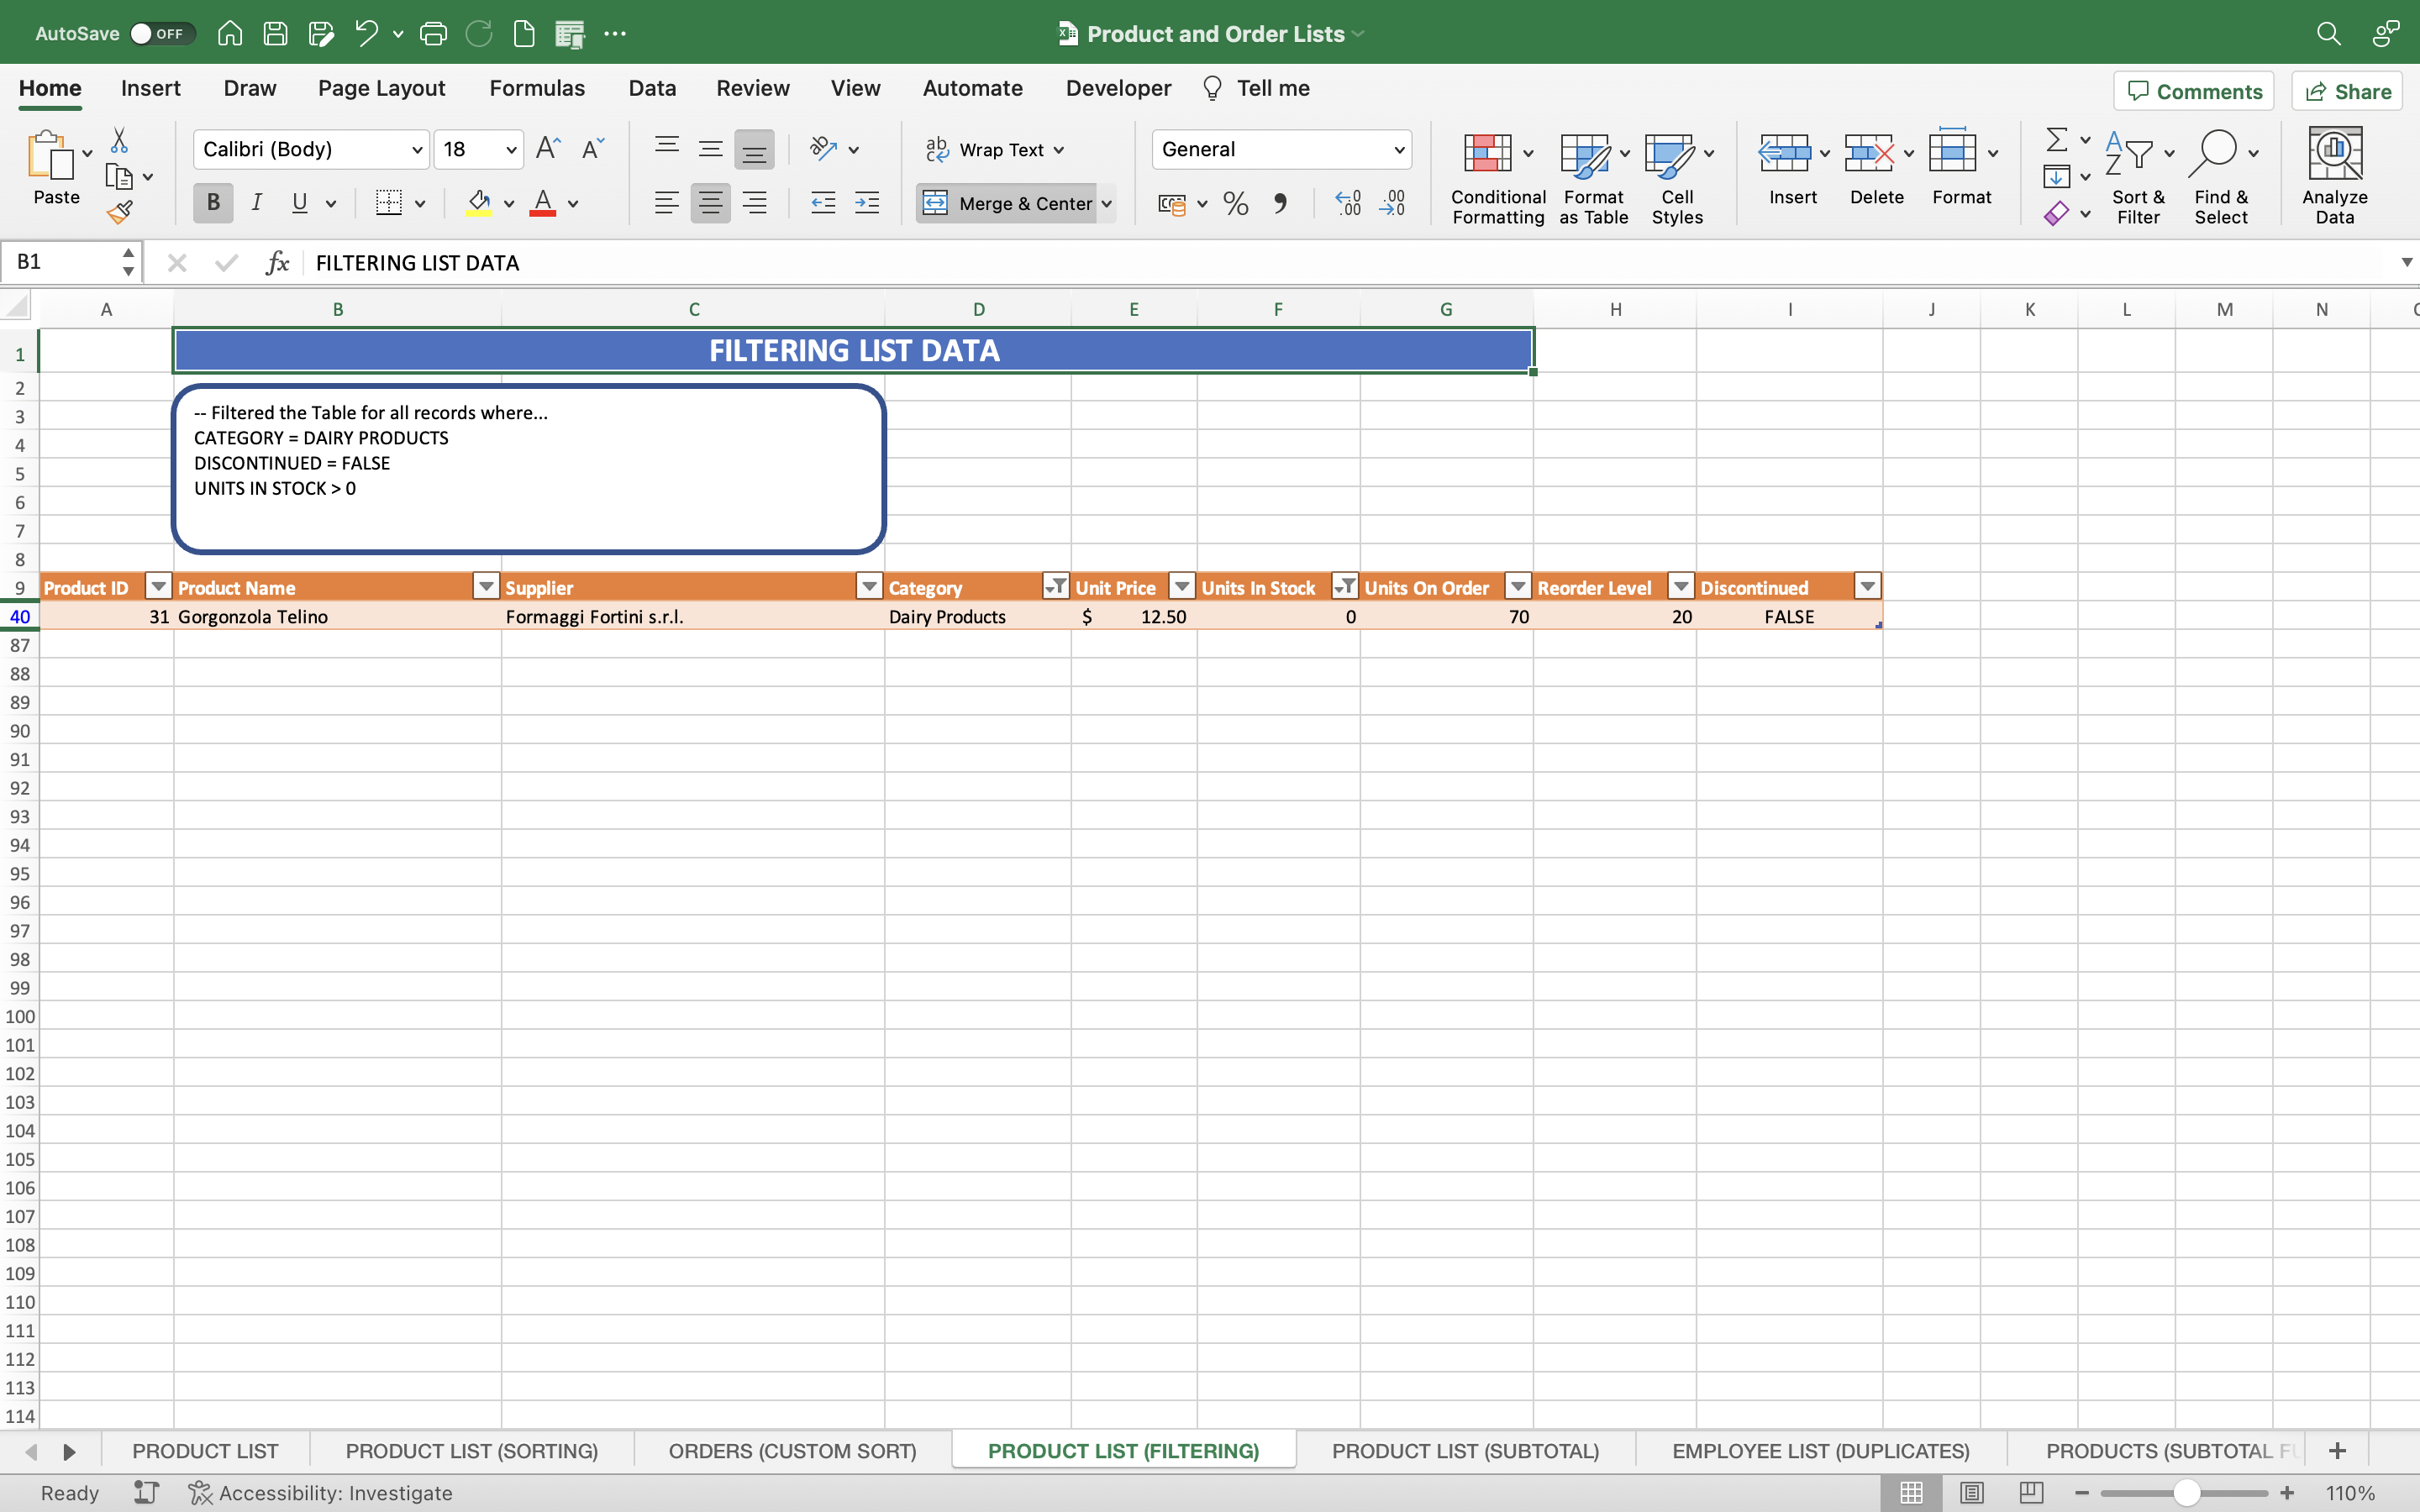 AutoSave OFF
Product and Order Lists
Home Insert Draw Page Layout Formulas Data Review View Automate Developer Tell me Comments Share
Paste
Calibri (Body) 18
B I U
Wrap Text
Merge & Center
General
Conditional Formatting
Format as Table
Cell Styles
Insert
Delete
Format
Sort & Filter
Find & Select
Analyze Data
B1 fx FILTERING LIST DATA
A B C D E F G H I J K L M N
1 FILTERING LIST DATA
2
3 -- Filtered the Table for all records where...
4 CATEGORY = DAIRY PRODUCTS
5 DISCONTINUED = FALSE
6 UNITS IN STOCK > 0
7
8
9 Product ID Product Name Supplier Category Unit Price Units In Stock Units On Order Reorder Level Discontinued
40 31 Gorgonzola Telino Formaggi Fortini s.r.l. Dairy Products $ 12.50 0 70 20 FALSE
87
88
89
90
91
92
93
94
95
96
97
98
99
100
101
102
103
104
105
106
107
108
109
110
111
112
113
114
PRODUCT LIST PRODUCT LIST (SORTING) ORDERS (CUSTOM SORT) PRODUCT LIST (FILTERING) PRODUCT LIST (SUBTOTAL) EMPLOYEE LIST (DUPLICATES) PRODUCTS (SUBTOTAL
Ready Accessibility: Investigate 110%